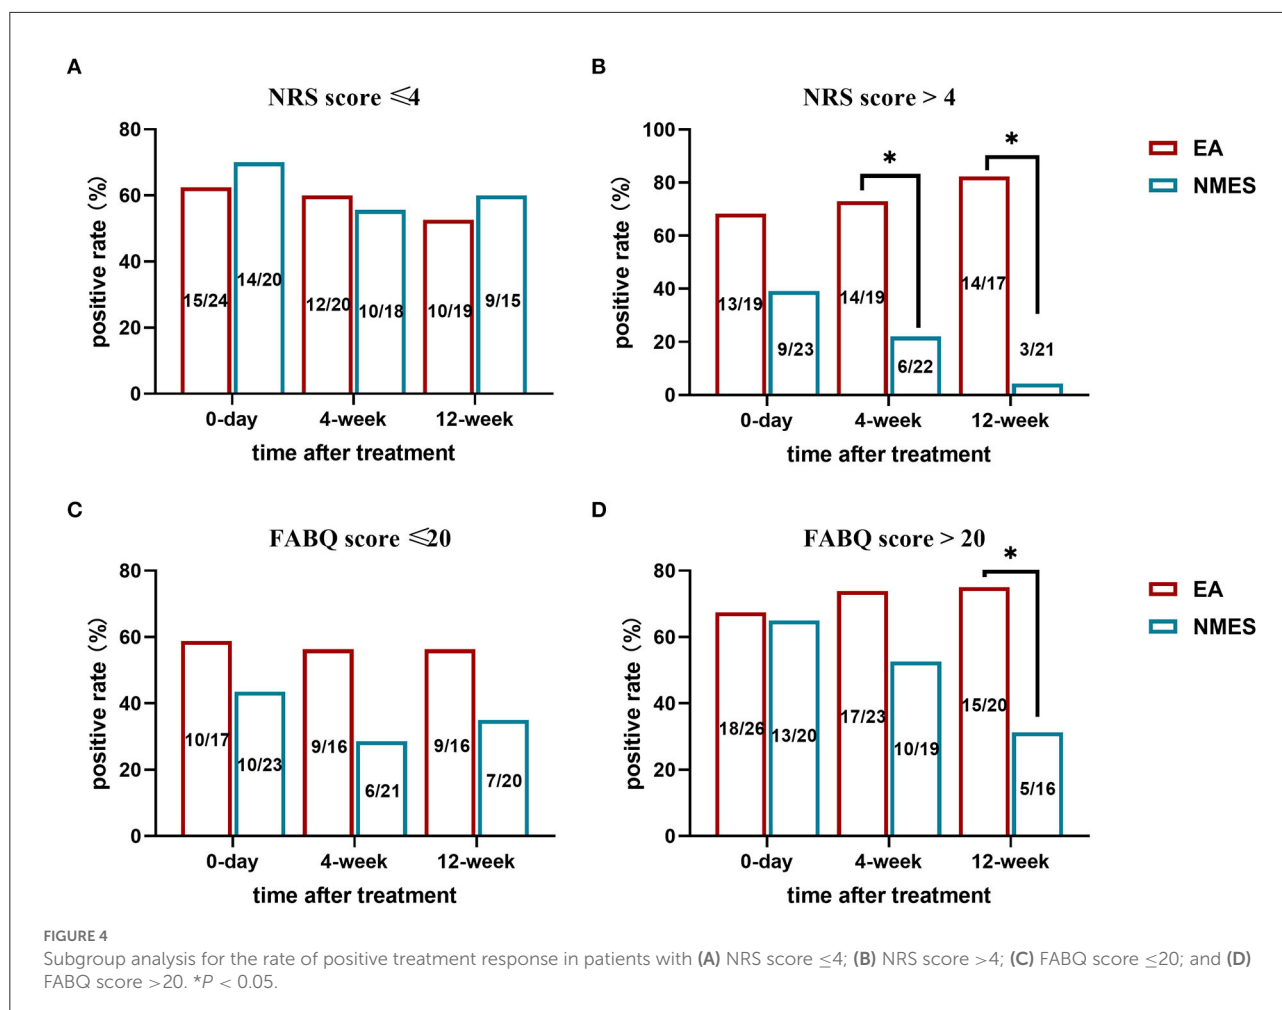 A
NRS score ⩽4
positive rate (%)
80
60
40
20
0
15/24
14/20
12/20
10/18
10/19
9/15
0-day
4-week
12-week
time after treatment
B
NRS score > 4
positive rate (%)
100
80
60
40
20
0
13/19
9/23
14/19
6/22
14/17
3/21
*
*
0-day
4-week
12-week
time after treatment
EA
NMES
C
FABQ score ⩽20
positive rate (%)
80
60
40
20
0
10/17
10/23
9/16
6/21
9/16
7/20
0-day
4-week
12-week
time after treatment
D
FABQ score > 20
positive rate (%)
80
60
40
20
0
18/26
13/20
17/23
10/19
15/20
5/16
*
0-day
4-week
12-week
time after treatment
EA
NMES
FIGURE 4
Subgroup analysis for the rate of positive treatment response in patients with (A) NRS score ≤4; (B) NRS score >4; (C) FABQ score ≤20; and (D)
FABQ score >20. *P < 0.05.